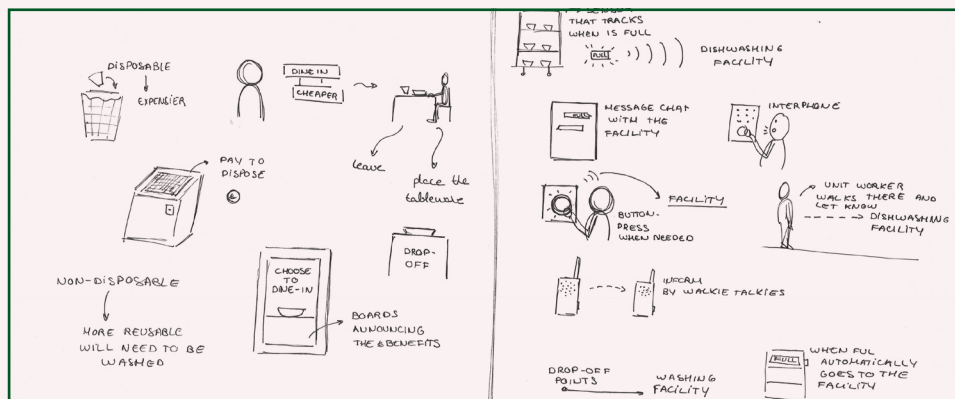 DISPOSABLE
EXPENSIER
DINE-IN
CHEAPER
leave
place the
tableware
PAY TO
DISPOSE
DROP-
OFF
CHOOSE
TO
DINE-IN
NON-DISPOSABLE
MORE REUSABLE
WILL NEED TO BE
WASHED
BOARDS
ANNOUNCING
THE BENEFITS
THAT TRACKS
WHEN IS FULL
FULL
DISHWASHING
FACILITY
MESSAGE CHAT
WITH THE
FACILITY
INTERPHONE
FACILITY
BUTTON-
PRESS
WHEN NEEDED
UNIT WORKER
WALKS THERE AND
LET KNOW
DISHWASHING
FACILITY
INFORM
BY WALKIE TALKIES
DROP-OFF
POINTS
WASHING
FACILITY
FULL
WHEN FUL
AUTOMATICALLY
GOES TO THE
FACILITY